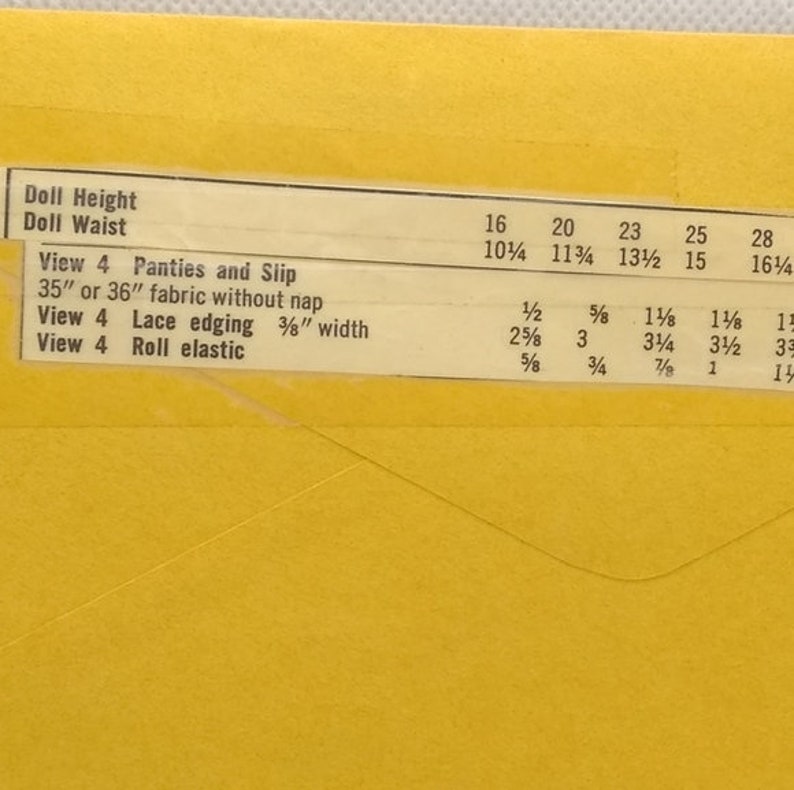 Doll Height 16 20 23 25 28
Doll Waist 10¼ 11¾ 13½ 15 16¼
View 4 Panties and Slip
35" or 36" fabric without nap ½ ⅝ 1⅛ 1⅛
View 4 Lace edging ⅜" width 2⅝ 3 3¼ 3½
View 4 Roll elastic ⅝ ¾ ⅞ 1